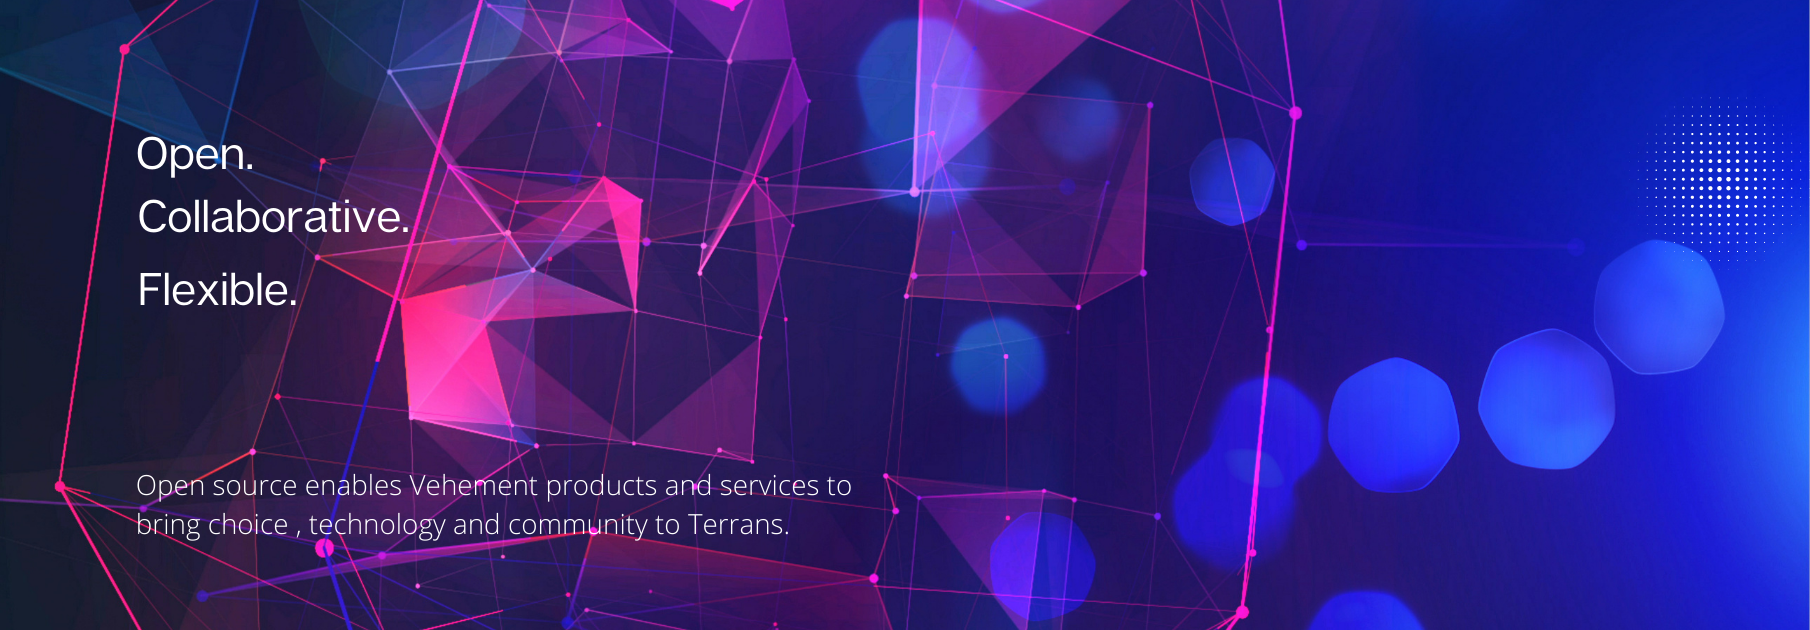 Open.
Collaborative.
Flexible.
Open source enables Vehement products and services to
bring choice , technology and community to Terrans.